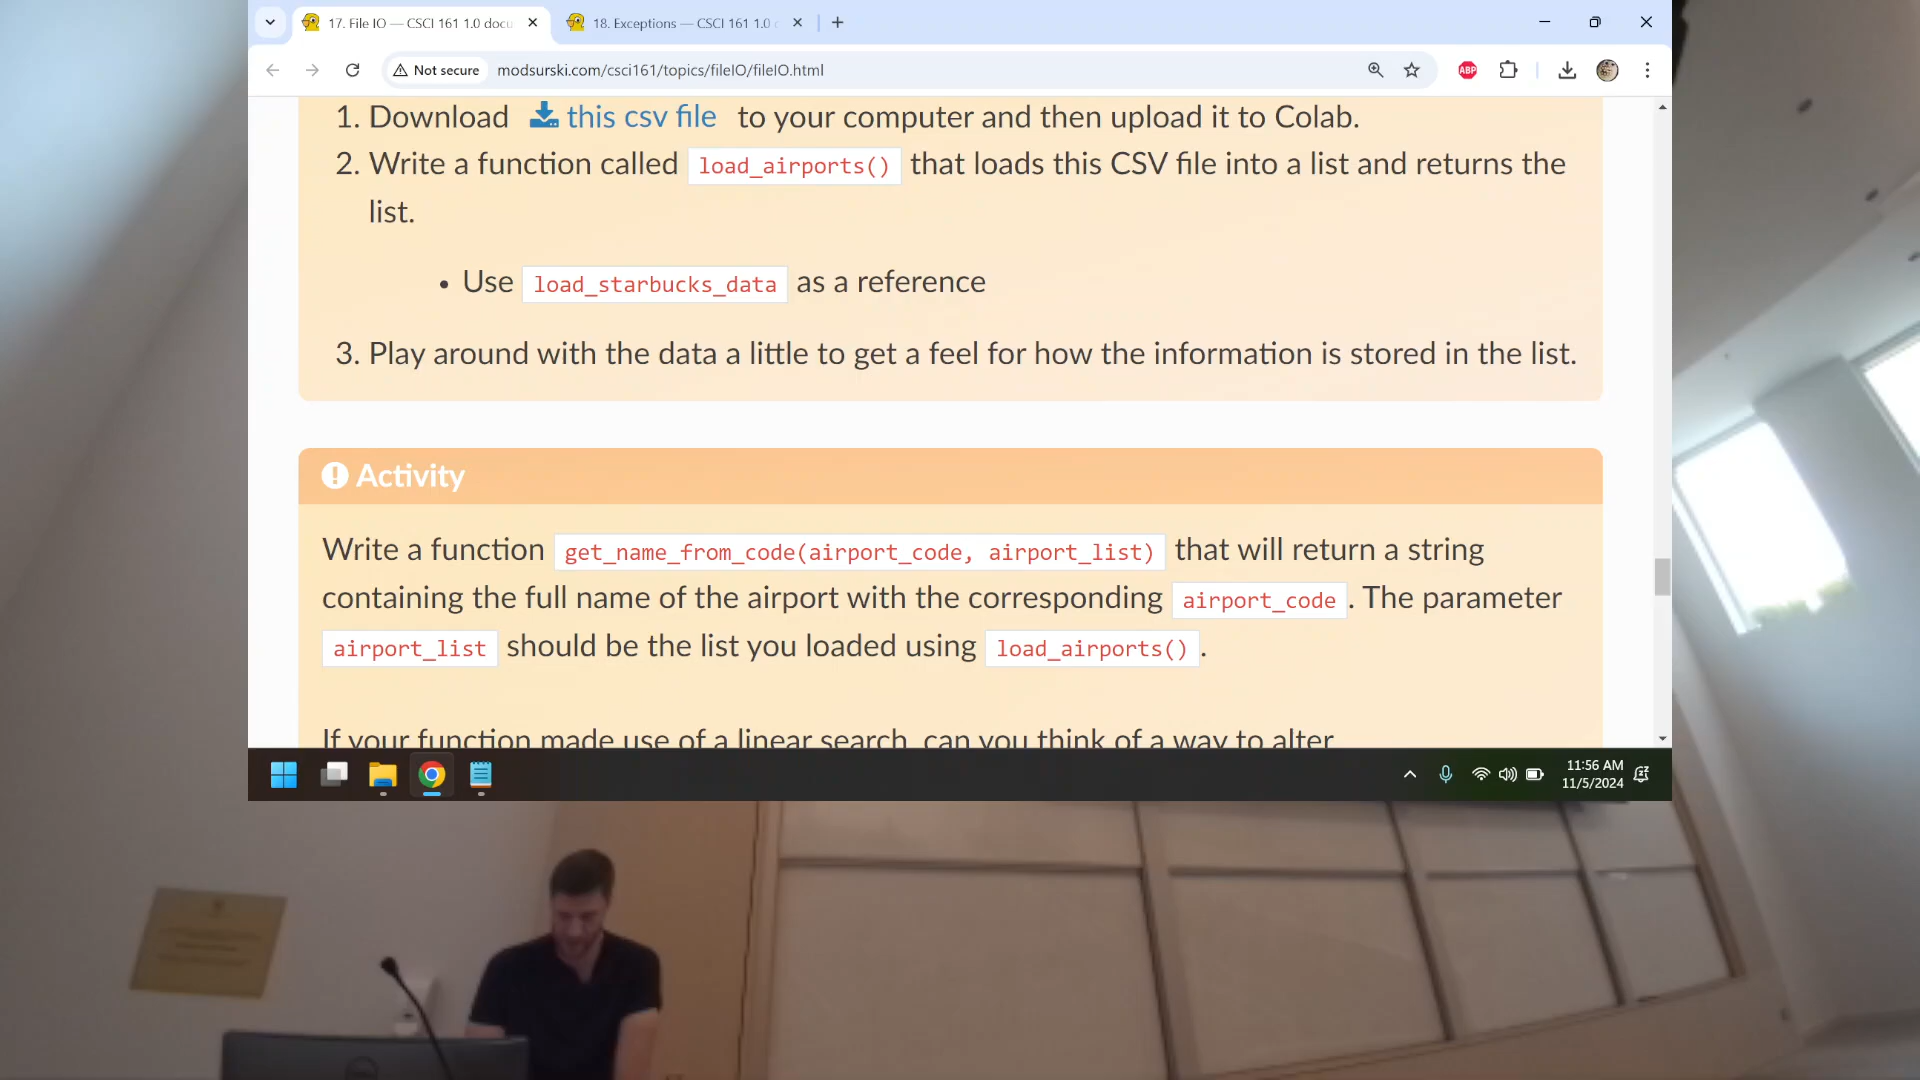 17. File IO — CSCI 161 1.0 docu
18. Exceptions — CSCI 161 1.0
Not secure
modsurski.com/csci161/topics/fileIO/fileIO.html
ABP
1. Download this csv file to your computer and then upload it to Colab.
2. Write a function called load_airports() that loads this CSV file into a list and returns the
list.
• Use load_starbucks_data as a reference
3. Play around with the data a little to get a feel for how the information is stored in the list.
Activity
Write a function get_name_from_code(airport_code, airport_list) that will return a string
containing the full name of the airport with the corresponding airport_code. The parameter
airport_list should be the list you loaded using load_airports().
If your function made use of a linear search, can you think of a way to alter
11:56 AM
11/5/2024